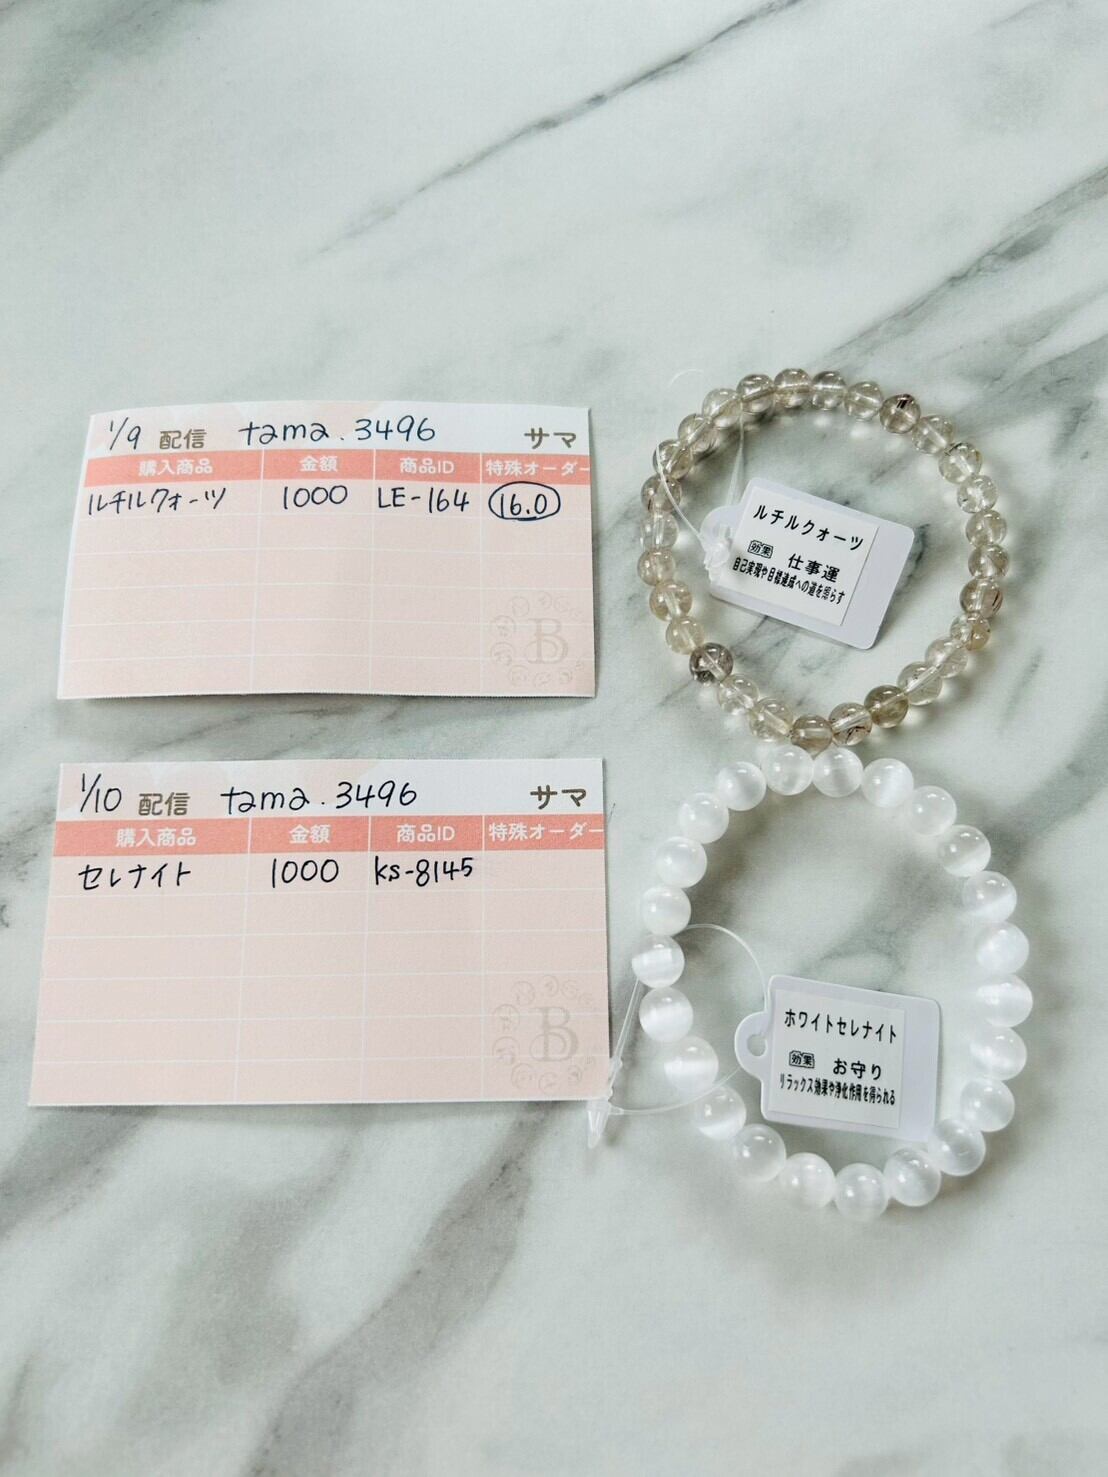 1/9 配信 tama.3496 サマ
購入商品 金額 商品ID 特殊オーダー
ルチルクォーツ 1000 LE-164 16.0
B
ルチルクォーツ
効果 仕事運
自己実現や目標達成への道を照らす
1/10 配信 tama.3496 サマ
購入商品 金額 商品ID 特殊オーダー
セレナイト 1000 ks-8145
B
ホワイトセレナイト
効果 お守り
リラックス効果や浄化作用を得られる